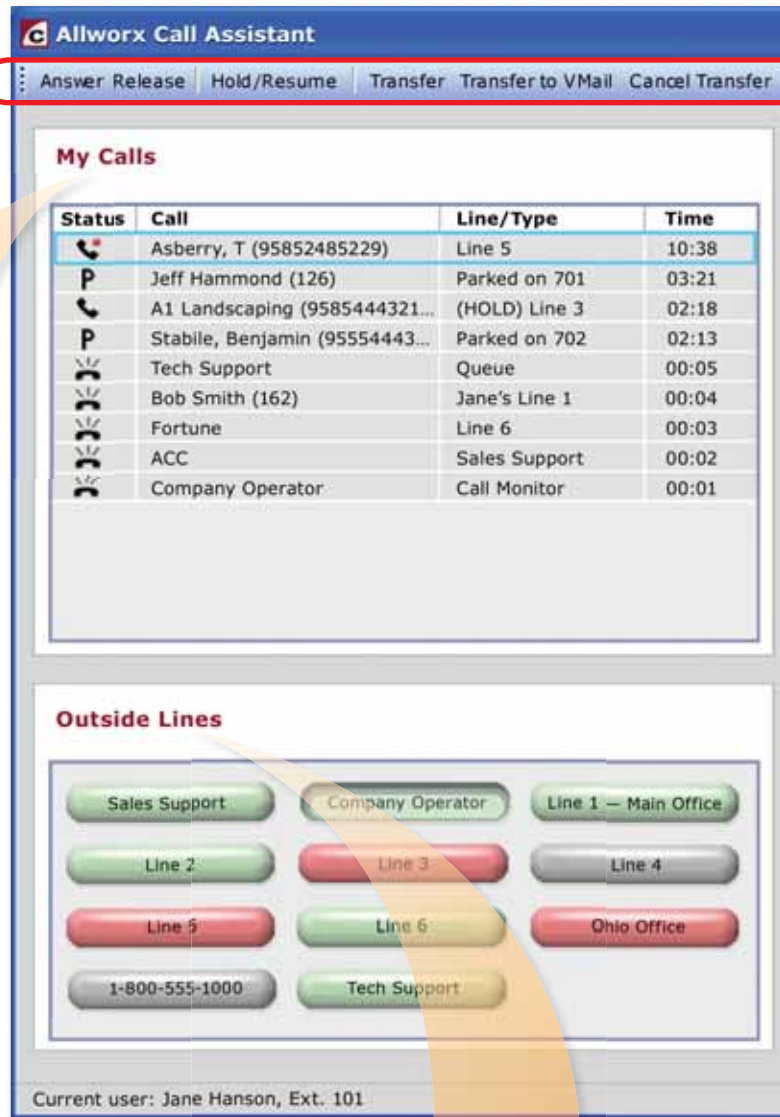 C Allworx Call Assistant
Answer Release Hold/Resume Transfer Transfer to VMail Cancel Transfer
My Calls
Status Call Line/Type Time
Asberry, T (95852485229) Line 5 10:38
P Jeff Hammond (126) Parked on 701 03:21
A1 Landscaping (9585444321... (HOLD) Line 3 02:18
P Stabile, Benjamin (95554443... Parked on 702 02:13
Tech Support Queue 00:05
Bob Smith (162) Jane's Line 1 00:04
Fortune Line 6 00:03
ACC Sales Support 00:02
Company Operator Call Monitor 00:01
Outside Lines
Sales Support Company Operator Line 1 — Main Office
Line 2 Line 3 Line 4
Line 5 Line 6 Ohio Office
1-800-555-1000 Tech Support
Current user: Jane Hanson, Ext. 101